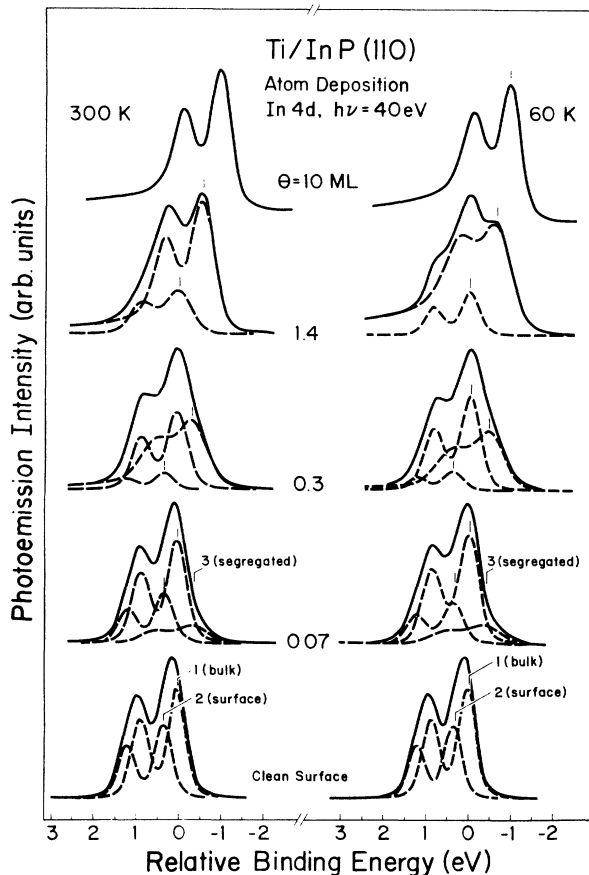 Ti/InP (110)
Atom Deposition
In 4d, hν = 40eV
300 K
60 K
Θ=10 ML
1.4
0.3
3 (segregated)
3 (segregated)
0.07
1 (bulk)
2 (surface)
1 (bulk)
2 (surface)
Clean Surface
3 2 1 0 -1 -2 3 2 1 0 -1 -2
Relative Binding Energy (eV)
Photoemission Intensity (arb. units)